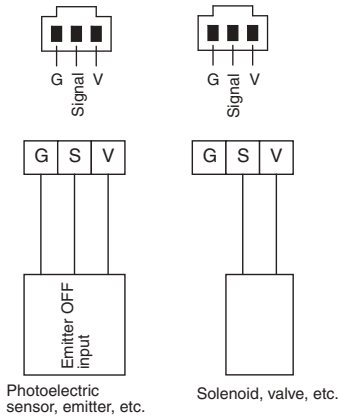 G Signal V
G Signal V
G S V
G S V
Emitter OFF
input
Photoelectric
sensor, emitter, etc.
Solenoid, valve, etc.